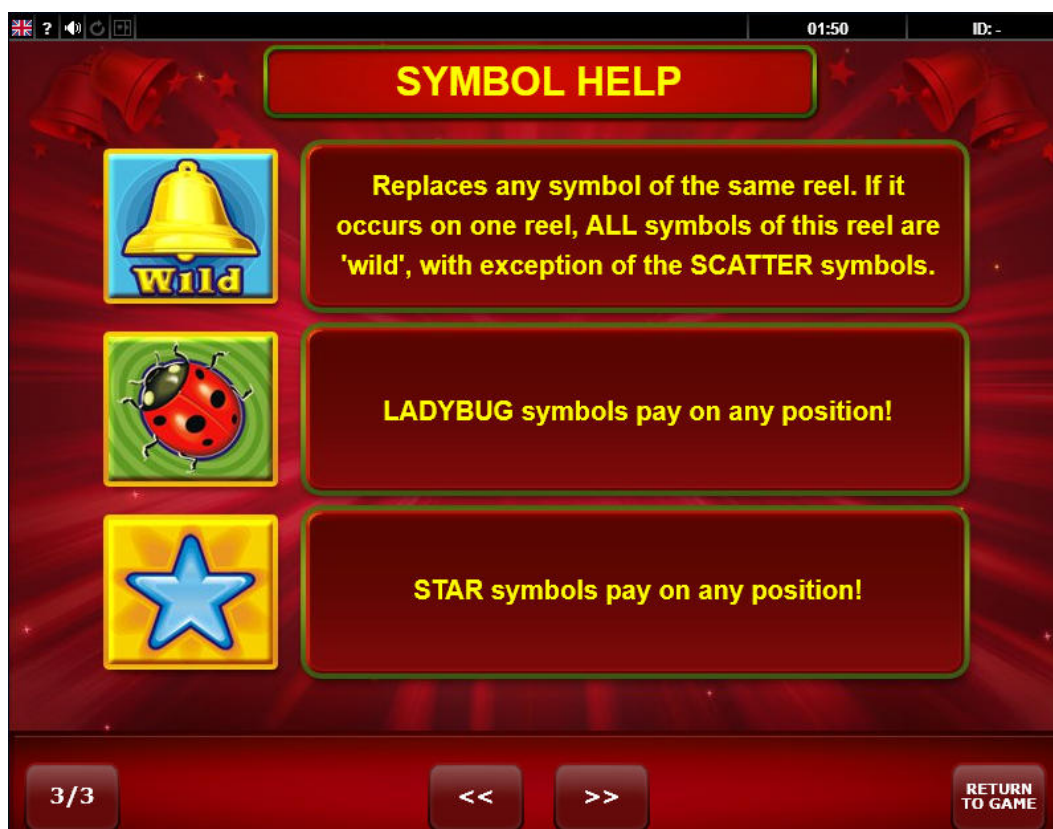 ?
01:50
ID: -
SYMBOL HELP
Wild
Replaces any symbol of the same reel. If it
occurs on one reel, ALL symbols of this reel are
'wild', with exception of the SCATTER symbols.
LADYBUG symbols pay on any position!
STAR symbols pay on any position!
3/3
<<
>>
RETURN
TO GAME